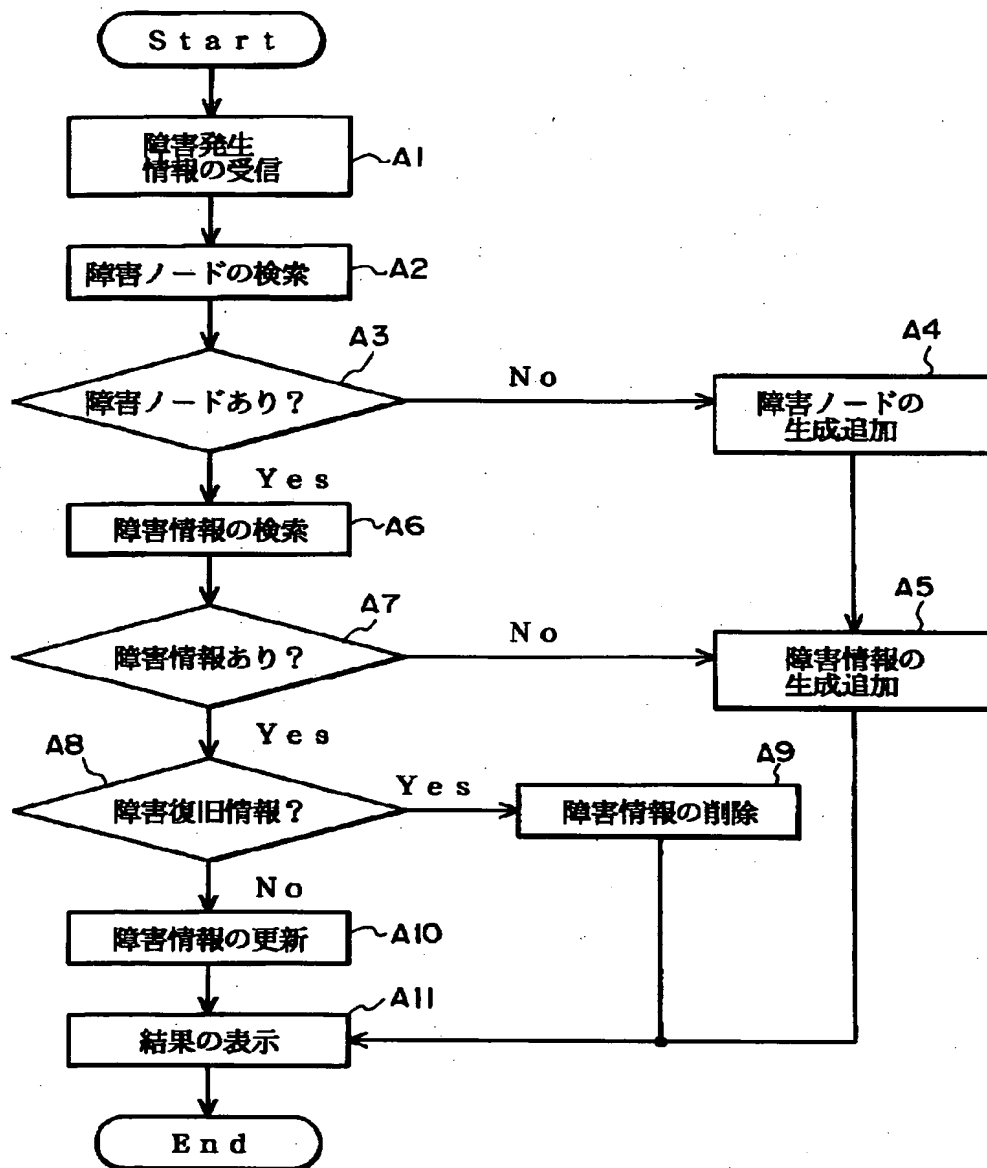 Start
障害発生
情報の受信
A1
障害ノードの検索
A2
A3
障害ノードあり？
No
A4
障害ノードの
生成追加
Yes
障害情報の検索
A6
A7
障害情報あり？
No
A5
障害情報の
生成追加
Yes
A8
障害復旧情報？
Yes
A9
障害情報の削除
No
障害情報の更新
A10
A11
結果の表示
End